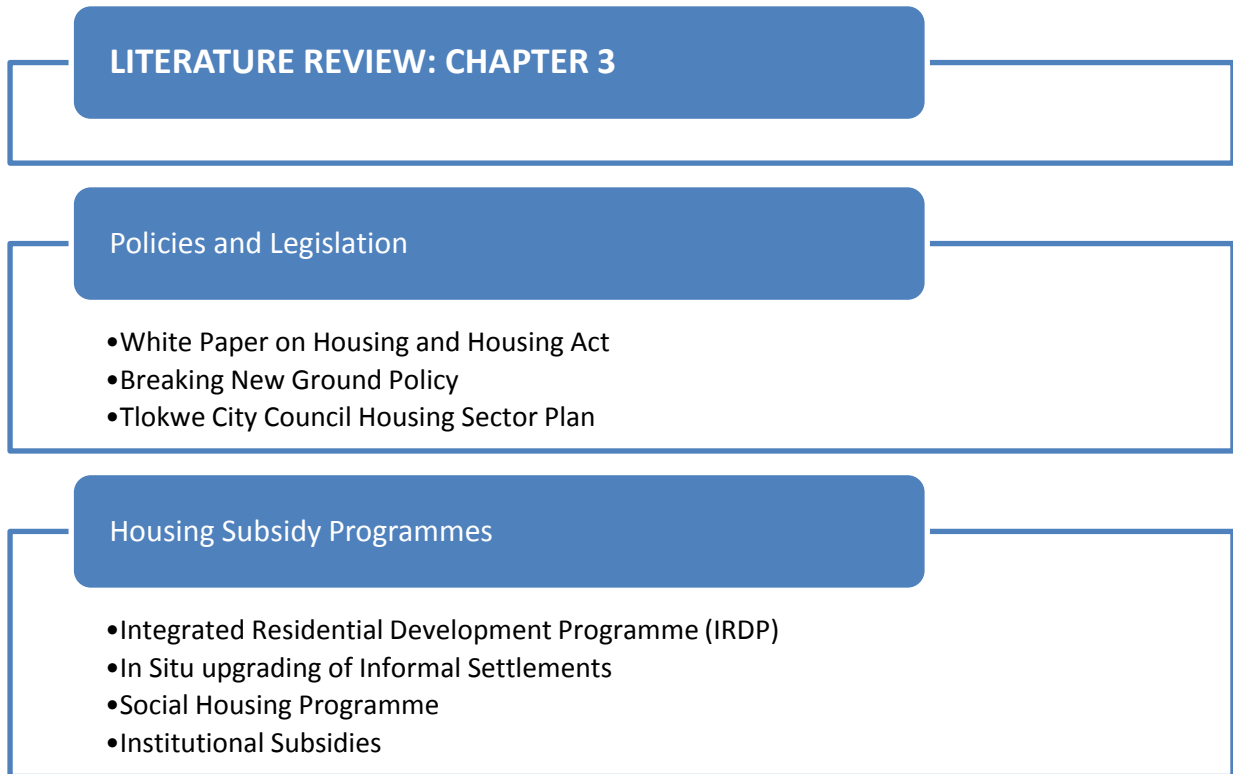 LITERATURE REVIEW: CHAPTER 3
Policies and Legislation
•White Paper on Housing and Housing Act
•Breaking New Ground Policy
•Tlokwe City Council Housing Sector Plan
Housing Subsidy Programmes
•Integrated Residential Development Programme (IRDP)
•In Situ upgrading of Informal Settlements
•Social Housing Programme
•Institutional Subsidies